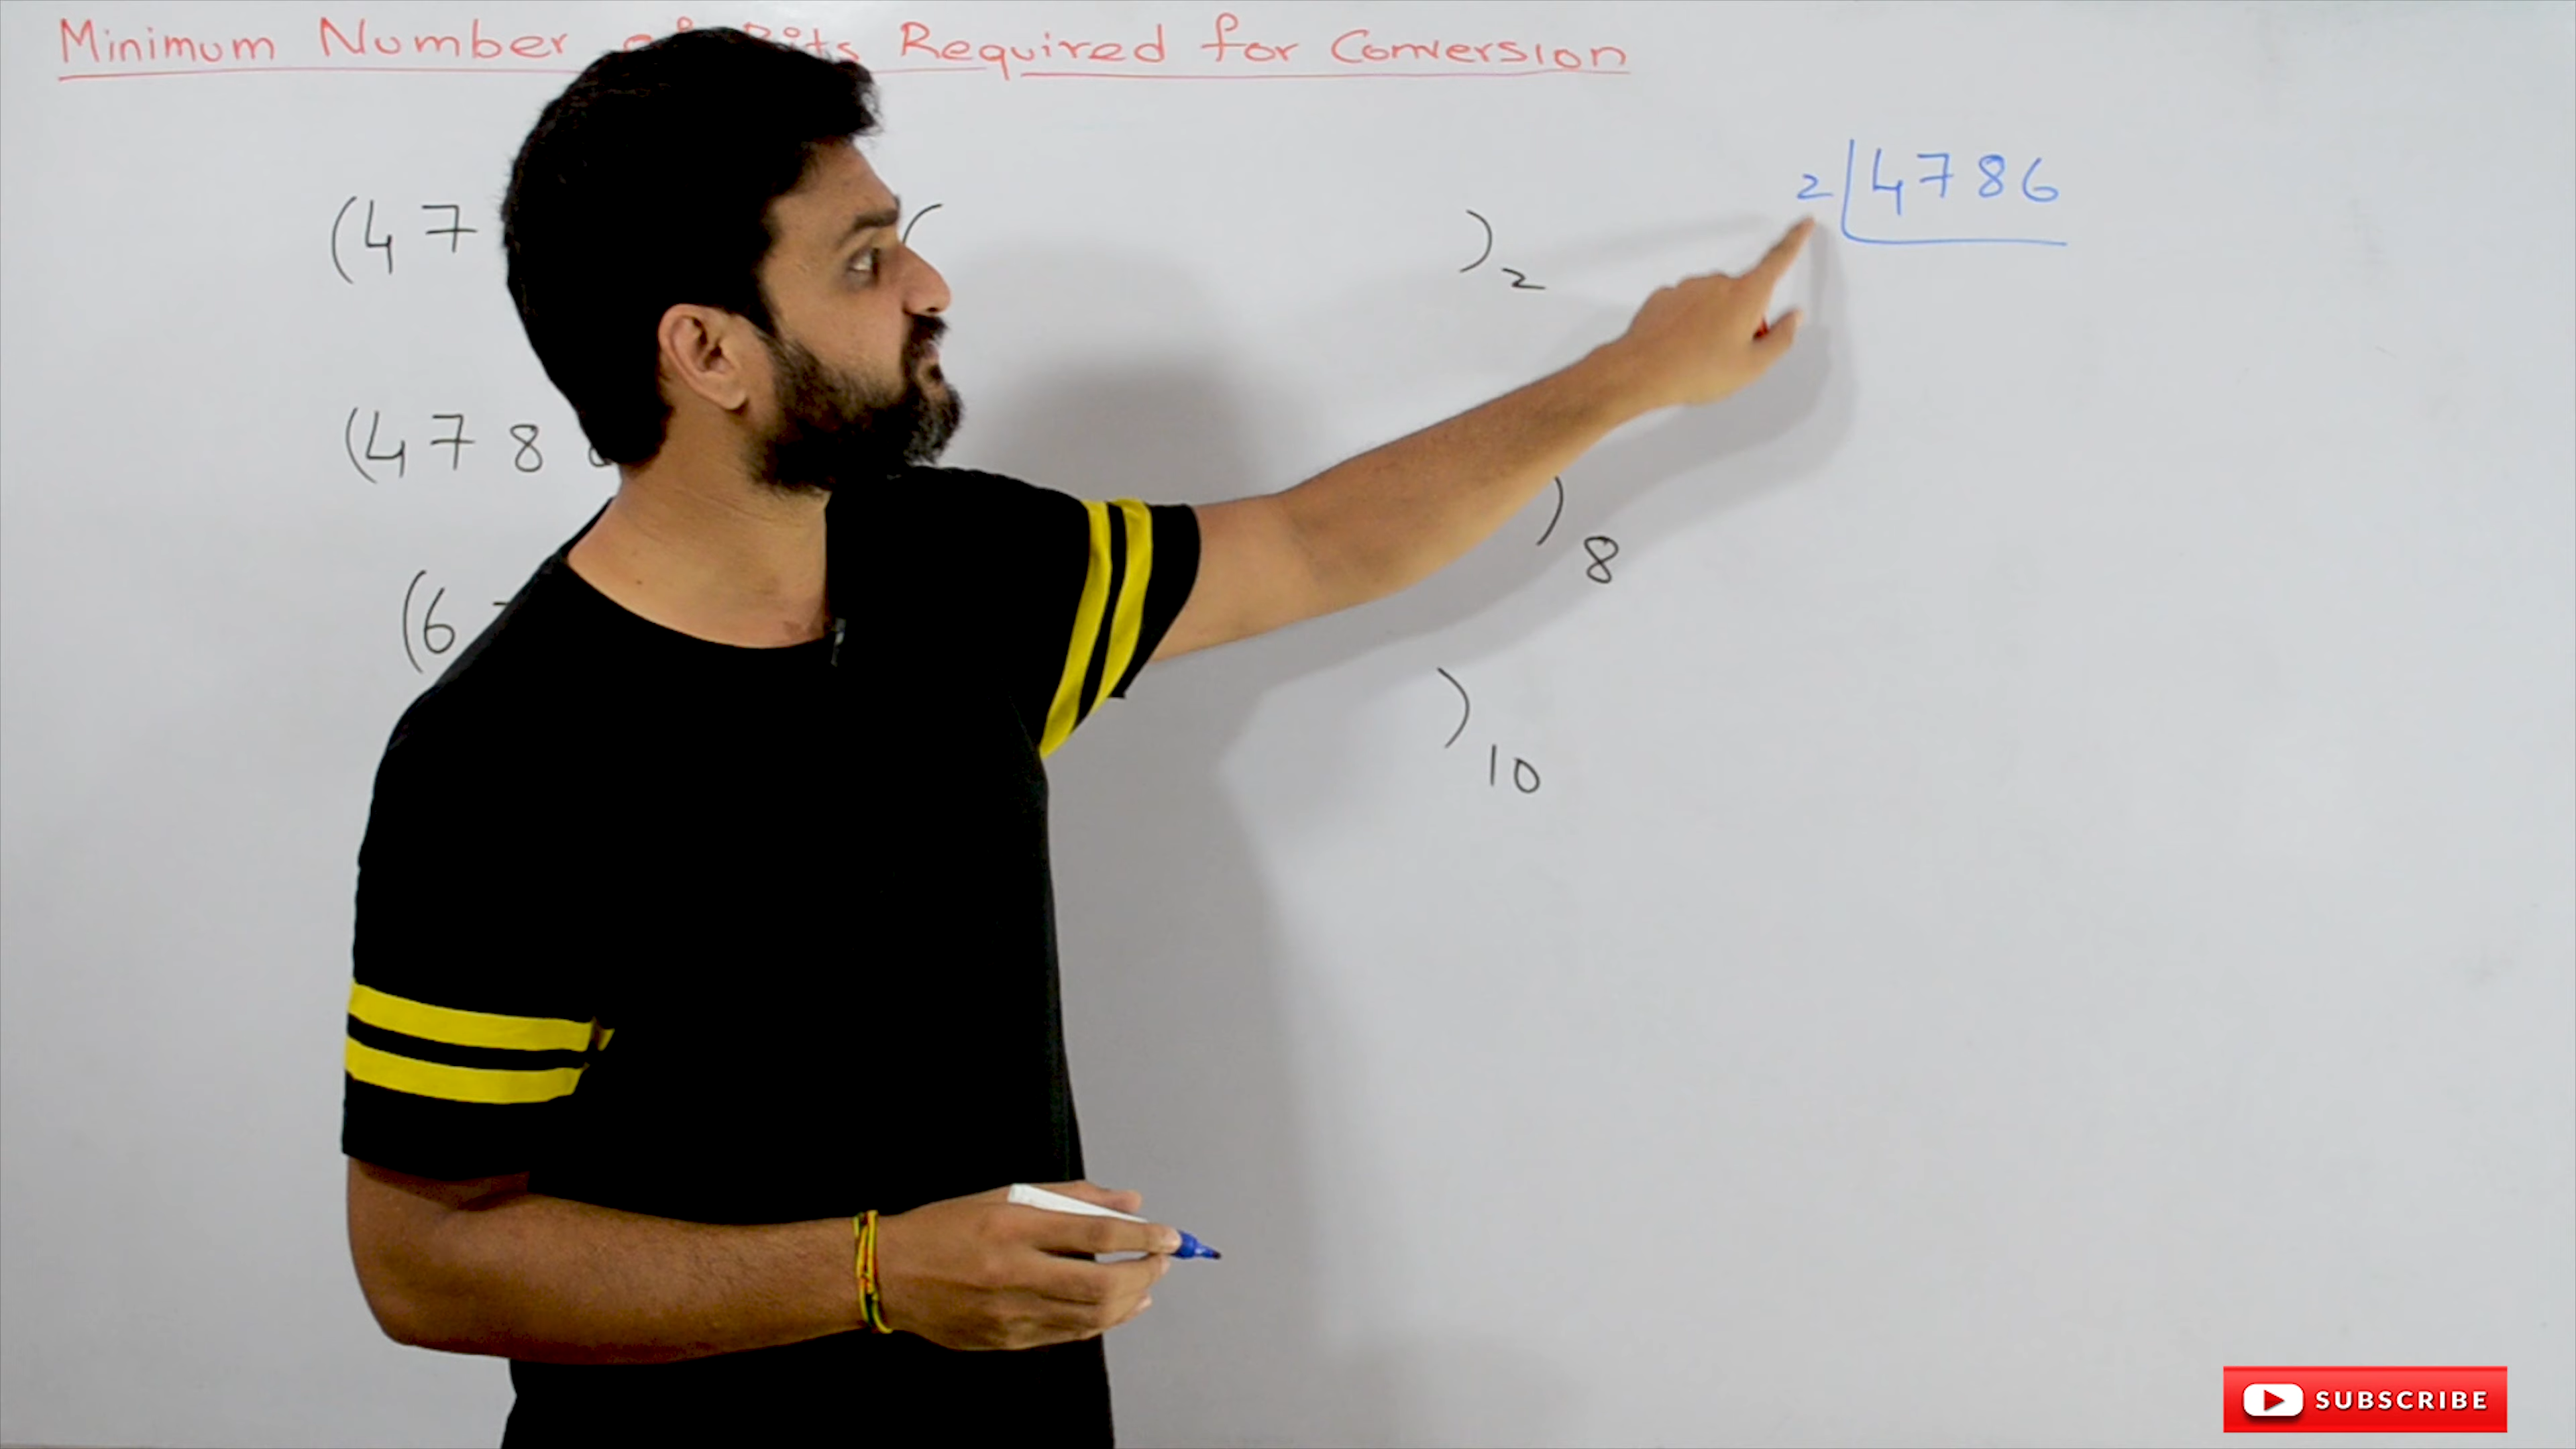 Minimum Number of Bits Required for Conversion
2 | 4786
(47 ( )2
(478 )8
(6 )10
SUBSCRIBE